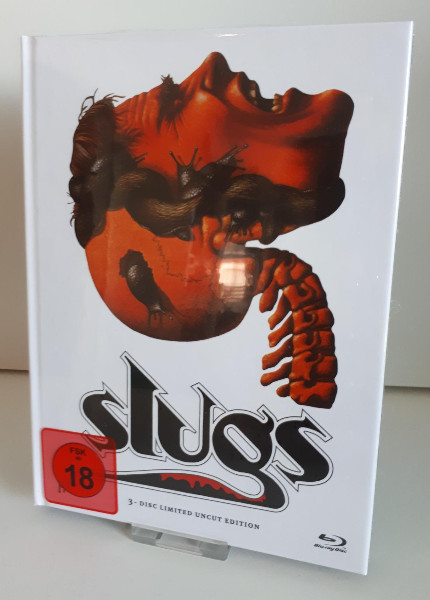 slugs
FSK
ab
18
3-DISC LIMITED UNCUT EDITION
Blu-ray Disc